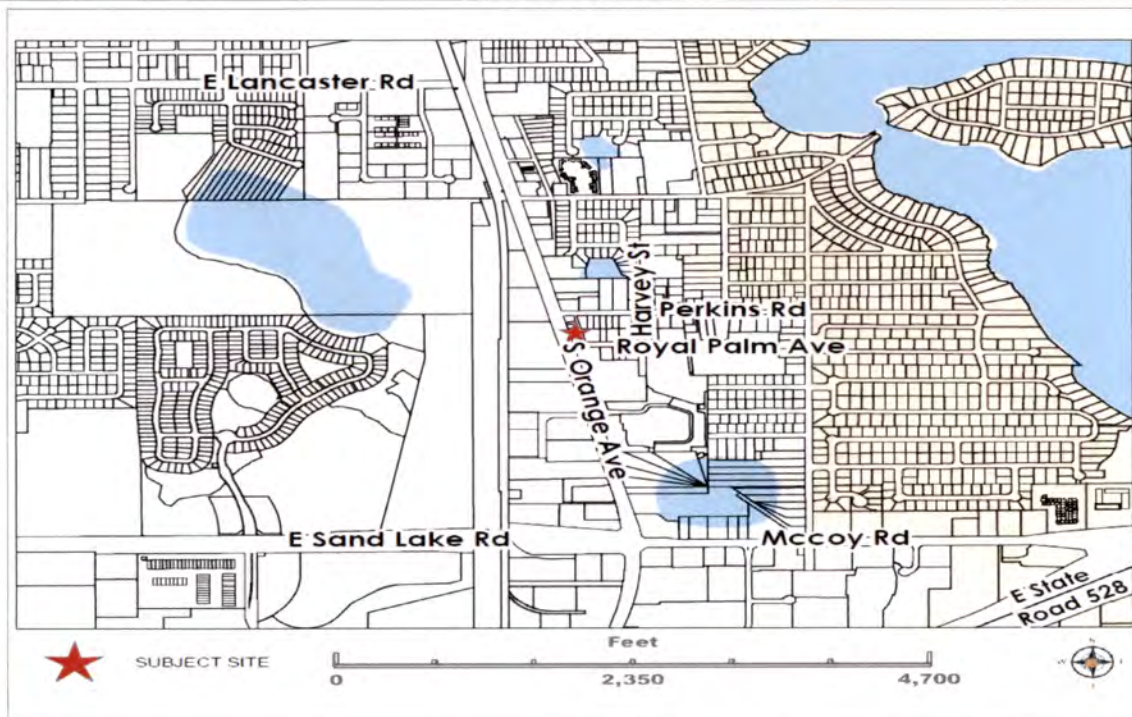 E Lancaster Rd
Harvey St
Perkins Rd
Royal Palm Ave
S Orange Ave
E Sand Lake Rd
Mccoy Rd
E State
Road 528
Feet
SUBJECT SITE
0
2,350
4,700
N
W
E
S